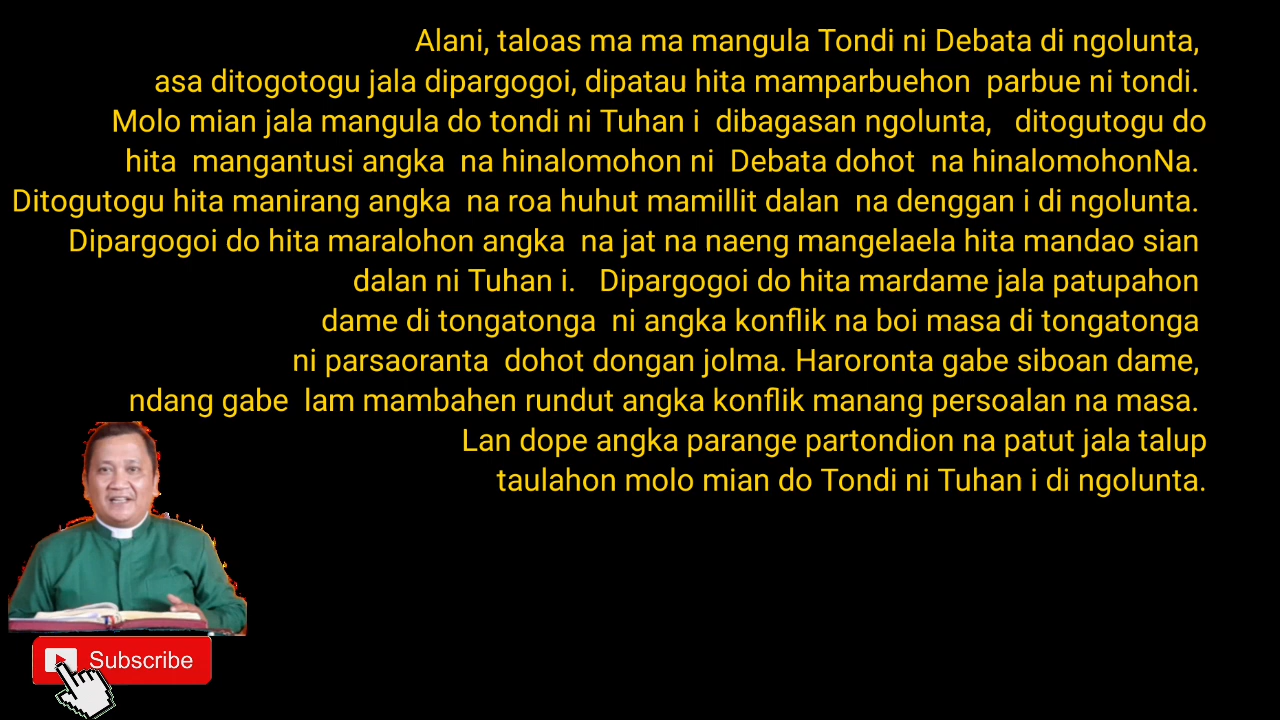 Alani, taloas ma ma mangula Tondi ni Debata di ngolunta,
asa ditogotogu jala dipargogoi, dipatau hita mamparbuehon parbue ni tondi.
Molo mian jala mangula do tondi ni Tuhan i dibagasan ngolunta, ditogutogu do
hita mangantusi angka na hinalomohon ni Debata dohot na hinalomohonNa.
Ditogutogu hita manirang angka na roa huhut mamillit dalan na denggan i di ngolunta.
Dipargogoi do hita maralohon angka na jat na naeng mangelaela hita mandao sian
dalan ni Tuhan i. Dipargogoi do hita mardame jala patupahon
dame di tongatonga ni angka konflik na boi masa di tongatonga
ni parsaoranta dohot dongan jolma. Haroronta gabe siboan dame,
ndang gabe lam mambahen rundut angka konflik manang persoalan na masa.
Lan dope angka parange partondion na patut jala talup
taulahon molo mian do Tondi ni Tuhan i di ngolunta.
Subscribe